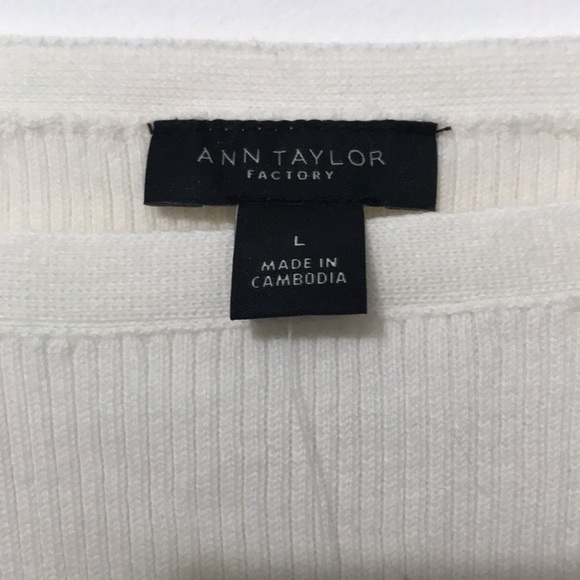 ANN TAYLOR
FACTORY
L
MADE IN
CAMBODIA